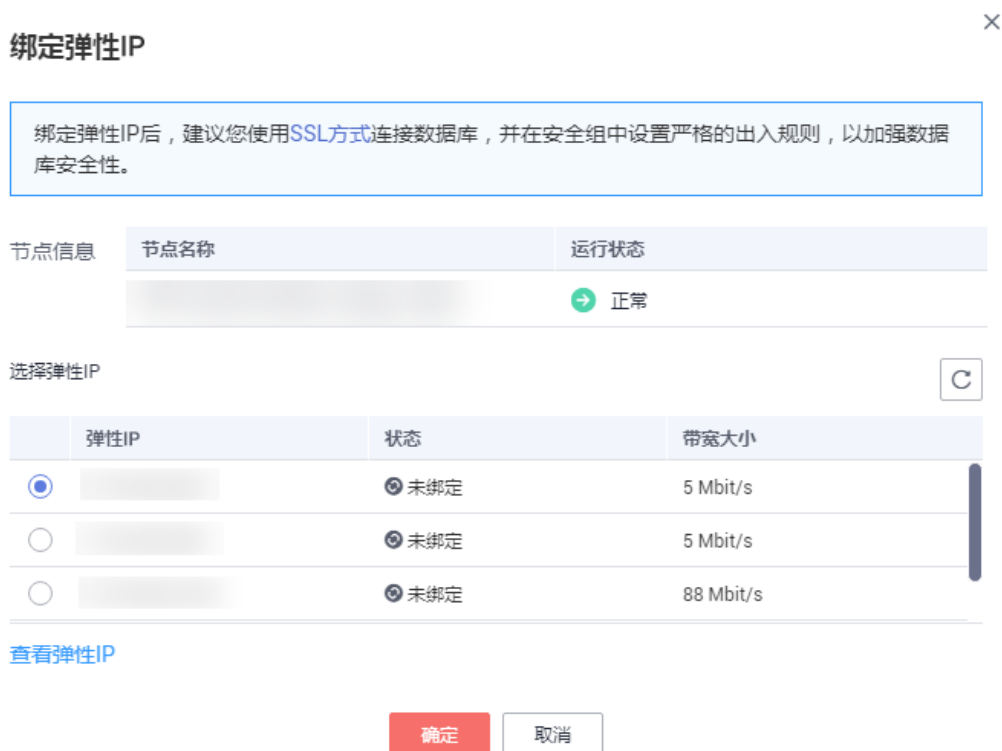 绑定弹性IP
绑定弹性IP后，建议您使用SSL方式连接数据库，并在安全组中设置严格的出入规则，以加强数据
库安全性。
节点信息 节点名称 运行状态
正常
选择弹性IP
弹性IP 状态 带宽大小
未绑定 5 Mbit/s
未绑定 5 Mbit/s
未绑定 88 Mbit/s
查看弹性IP
确定 取消